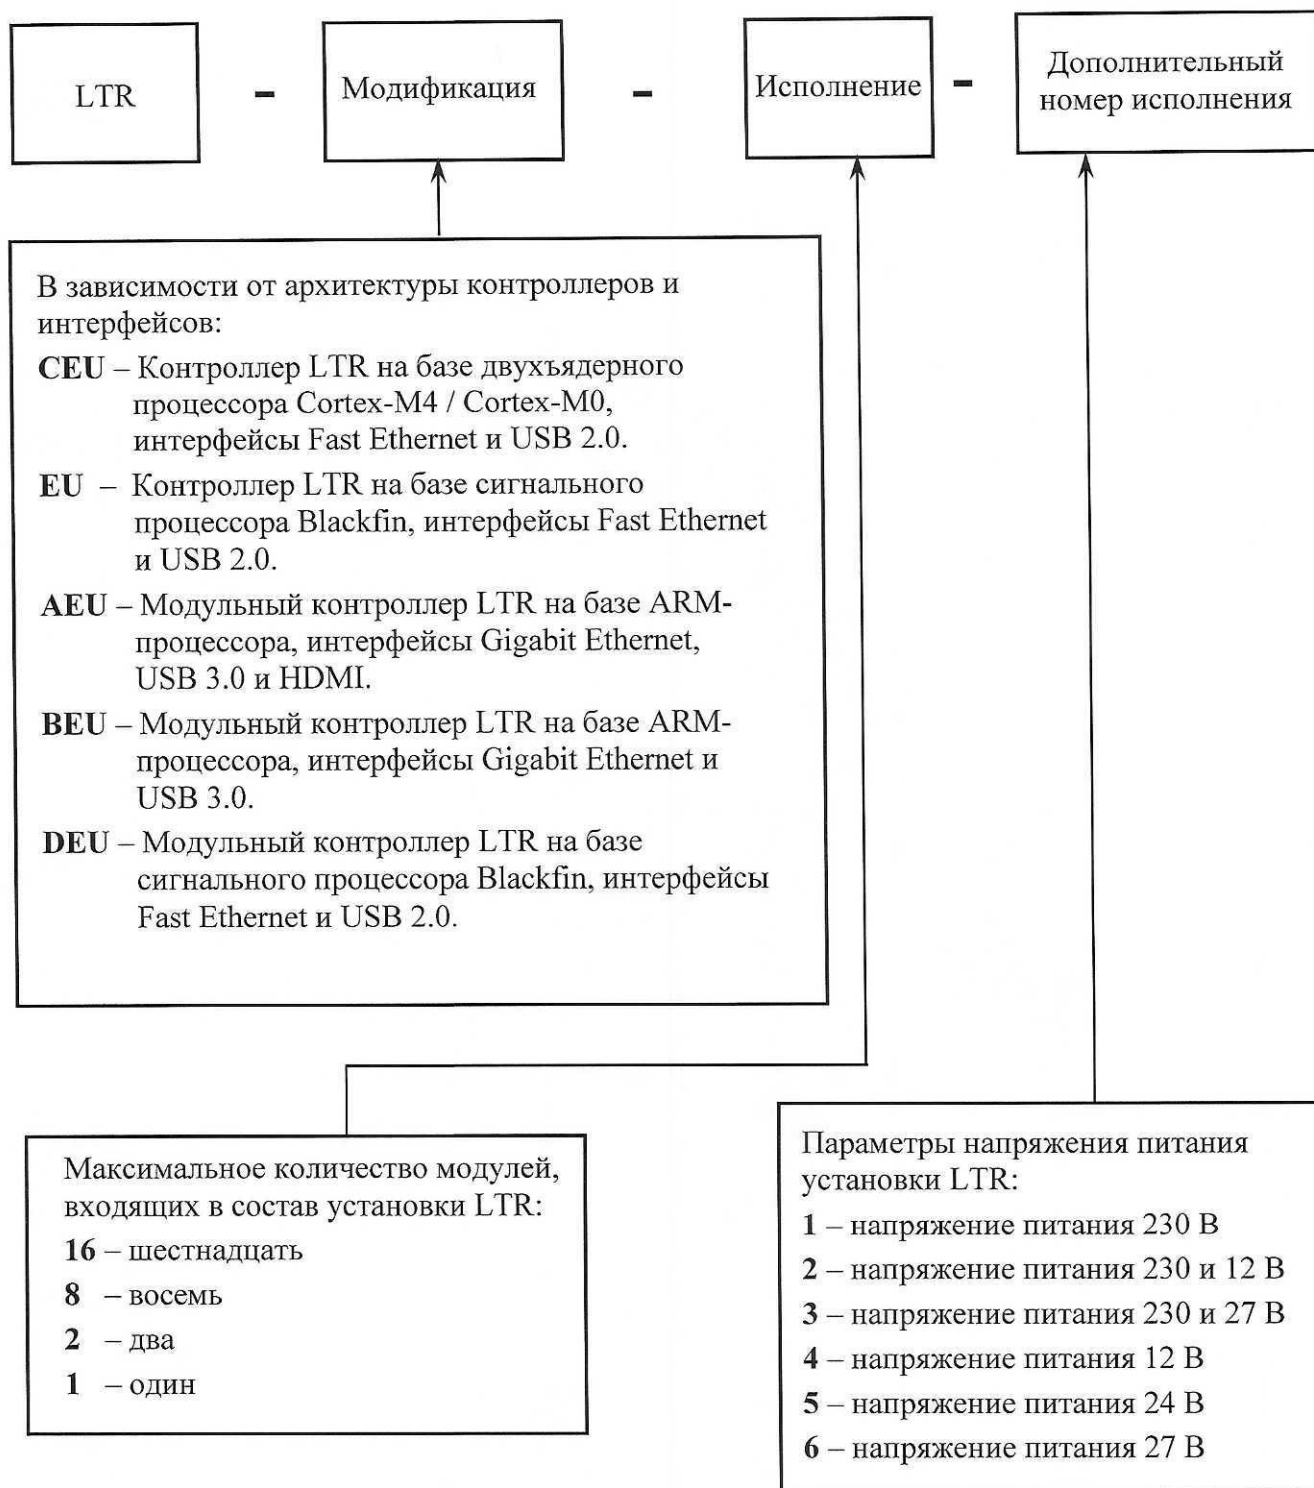 LTR - Модификация - Исполнение - Дополнительный
номер исполнения
В зависимости от архитектуры контроллеров и
интерфейсов:
CEU – Контроллер LTR на базе двухъядерного
процессора Cortex-M4 / Cortex-M0,
интерфейсы Fast Ethernet и USB 2.0.
EU – Контроллер LTR на базе сигнального
процессора Blackfin, интерфейсы Fast Ethernet
и USB 2.0.
AEU – Модульный контроллер LTR на базе ARM-
процессора, интерфейсы Gigabit Ethernet,
USB 3.0 и HDMI.
BEU – Модульный контроллер LTR на базе ARM-
процессора, интерфейсы Gigabit Ethernet и
USB 3.0.
DEU – Модульный контроллер LTR на базе
сигнального процессора Blackfin, интерфейсы
Fast Ethernet и USB 2.0.
Максимальное количество модулей,
входящих в состав установки LTR:
16 – шестнадцать
8 – восемь
2 – два
1 – один
Параметры напряжения питания
установки LTR:
1 – напряжение питания 230 В
2 – напряжение питания 230 и 12 В
3 – напряжение питания 230 и 27 В
4 – напряжение питания 12 В
5 – напряжение питания 24 В
6 – напряжение питания 27 В